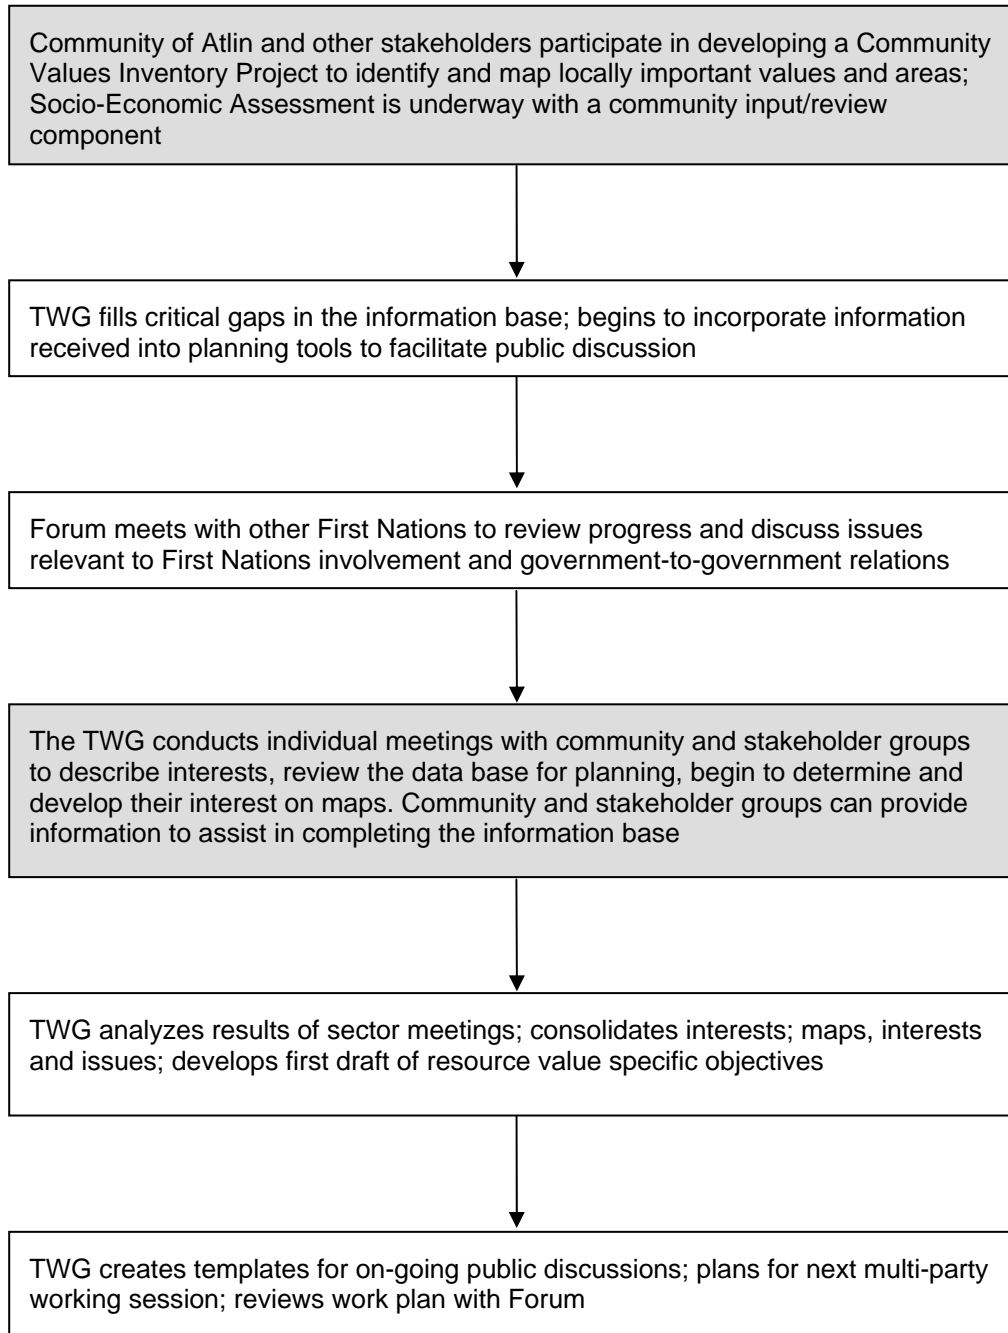 Community of Atlin and other stakeholders participate in developing a Community
Values Inventory Project to identify and map locally important values and areas;
Socio-Economic Assessment is underway with a community input/review
component
TWG fills critical gaps in the information base; begins to incorporate information
received into planning tools to facilitate public discussion
Forum meets with other First Nations to review progress and discuss issues
relevant to First Nations involvement and government-to-government relations
The TWG conducts individual meetings with community and stakeholder groups
to describe interests, review the data base for planning, begin to determine and
develop their interest on maps. Community and stakeholder groups can provide
information to assist in completing the information base
TWG analyzes results of sector meetings; consolidates interests; maps, interests
and issues; develops first draft of resource value specific objectives
TWG creates templates for on-going public discussions; plans for next multi-party
working session; reviews work plan with Forum